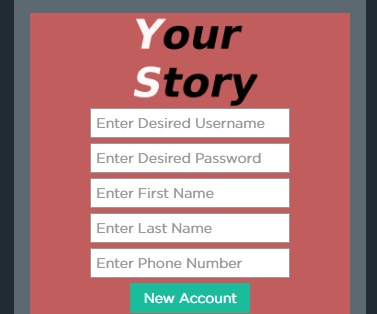 Your
Story
Enter Desired Username
Enter Desired Password
Enter First Name
Enter Last Name
Enter Phone Number
New Account